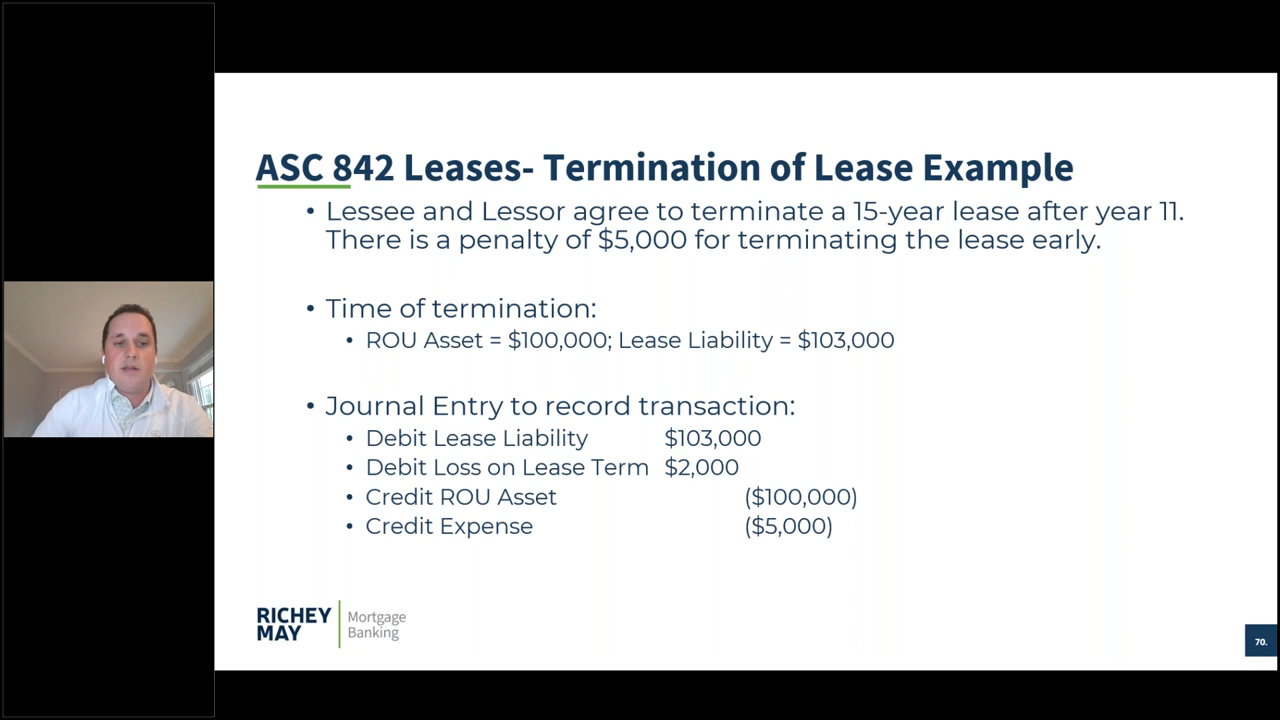 ASC 842 Leases- Termination of Lease Example
• Lessee and Lessor agree to terminate a 15-year lease after year 11.
There is a penalty of $5,000 for terminating the lease early.
• Time of termination:
• ROU Asset = $100,000; Lease Liability = $103,000
• Journal Entry to record transaction:
• Debit Lease Liability $103,000
• Debit Loss on Lease Term $2,000
• Credit ROU Asset ($100,000)
• Credit Expense ($5,000)
RICHEY
MAY
Mortgage
Banking
70.